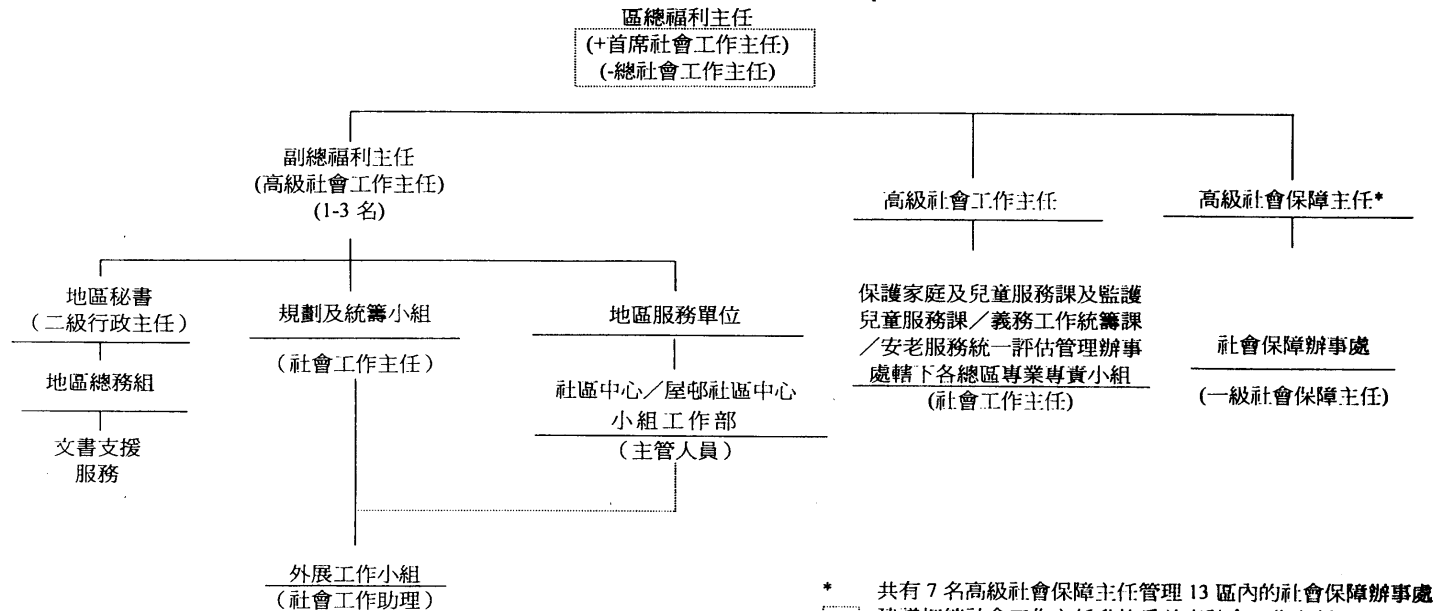 區總福利主任
(+首席社會工作主任)
(-總社會工作主任)
副總福利主任
(高級社會工作主任)
(1-3 名)
高級社會工作主任
高級社會保障主任*
地區秘書
（二級行政主任）
規劃及統籌小組
(社會工作主任)
地區服務單位
保護家庭及兒童服務課及監護
兒童服務課／義務工作統籌課
／安老服務統一評估管理辦事
處轄下各總區專業專責小組
(社會工作主任)
社會保障辦事處
(一級社會保障主任)
地區總務組
社區中心／屋邨社區中心
小組工作部
（主管人員）
文書支援
服務
外展工作小組
（社會工作助理）
* 共有 7 名高級社會保障主任管理 13 區內的社會保障辦事處